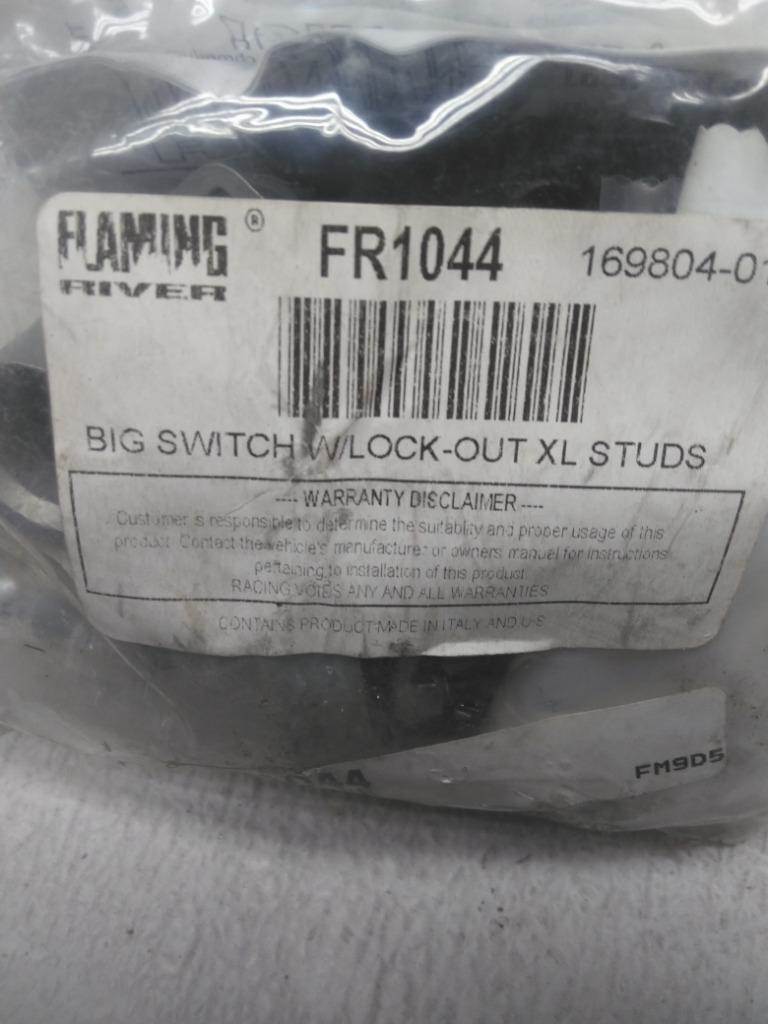 FLAMING ®
RIVER
FR1044
169804-01
BIG SWITCH W/LOCK-OUT XL STUDS
---- WARRANTY DISCLAIMER ----
Customer is responsible to determine the suitablity and proper usage of this
product. Contact the vehicle's manufacturer or owners manual for instructions
pertaining to installation of this product.
RACING VOIDS ANY AND ALL WARRANTIES
CONTAINS PRODUCT MADE IN ITALY AND U.S.
FM9D5